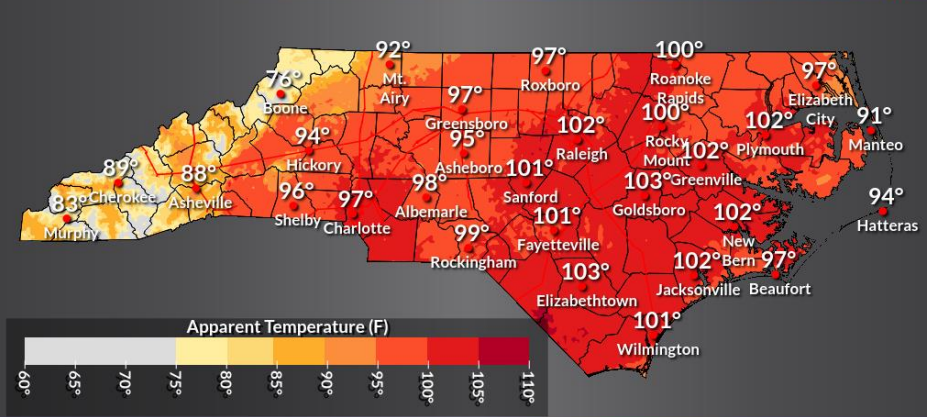 92°
Mt.
Airy
76°
Boone
97°
Roxboro
100°
Roanoke
Rapids
97°
Elizabeth
City
97°
Greensboro
94°
Hickory
95°
Asheboro
102°
Raleigh
100°
Rocky
Mount
102°
Plymouth
91°
Manteo
89°
Cherokee
88°
Asheville
83°
Murphy
96°
Shelby
97°
Charlotte
98°
Albemarle
101°
Sanford
103°
Goldsboro
102°
Greenville
94°
Hatteras
99°
Rockingham
101°
Fayetteville
102°
New
Bern
103°
Elizabethtown
102°
Jacksonville
97°
Beaufort
101°
Wilmington
Apparent Temperature (F)
60°
65°
70°
75°
80°
85°
90°
95°
100°
105°
110°